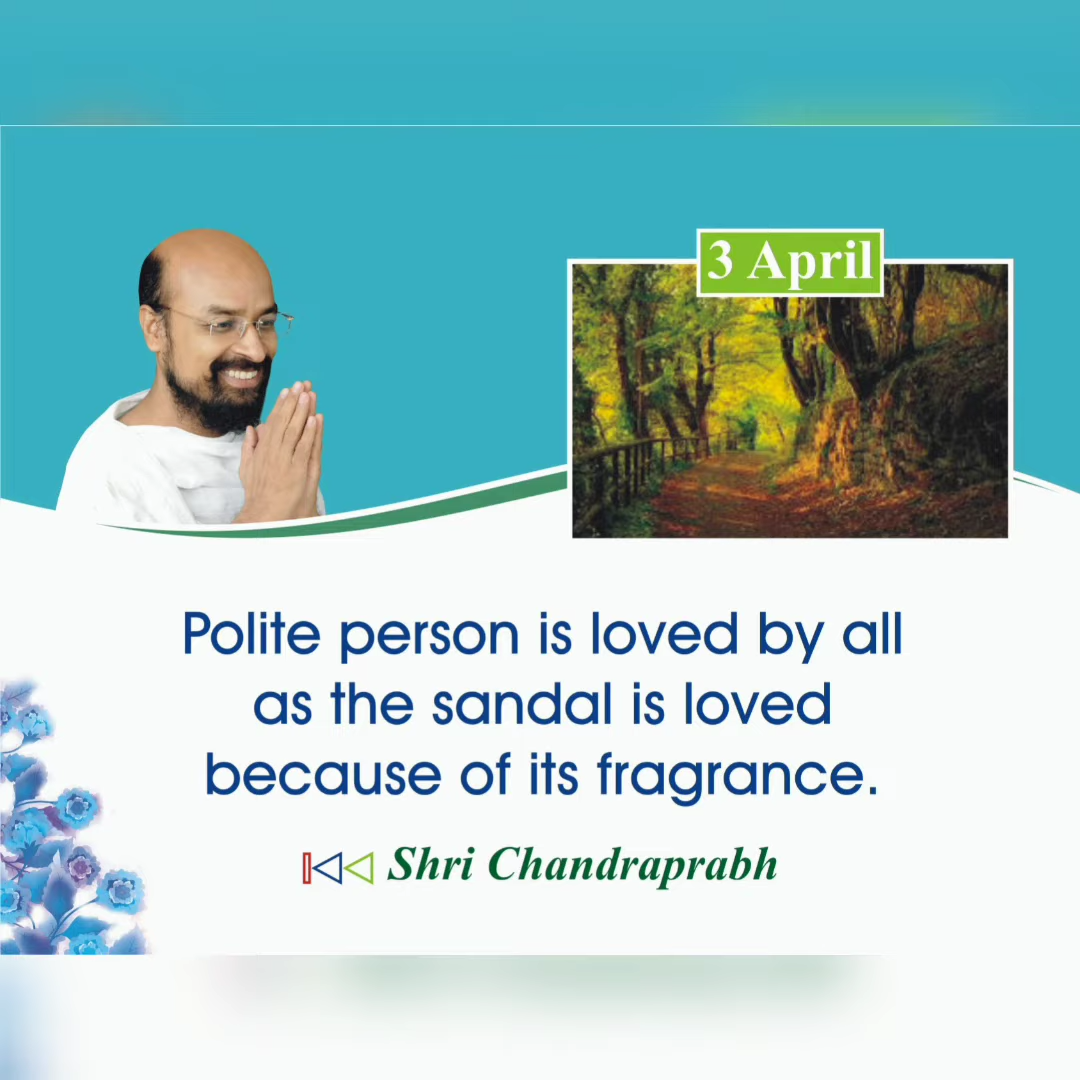 3 April
Polite person is loved by all
as the sandal is loved
because of its fragrance.
Shri Chandraprabh